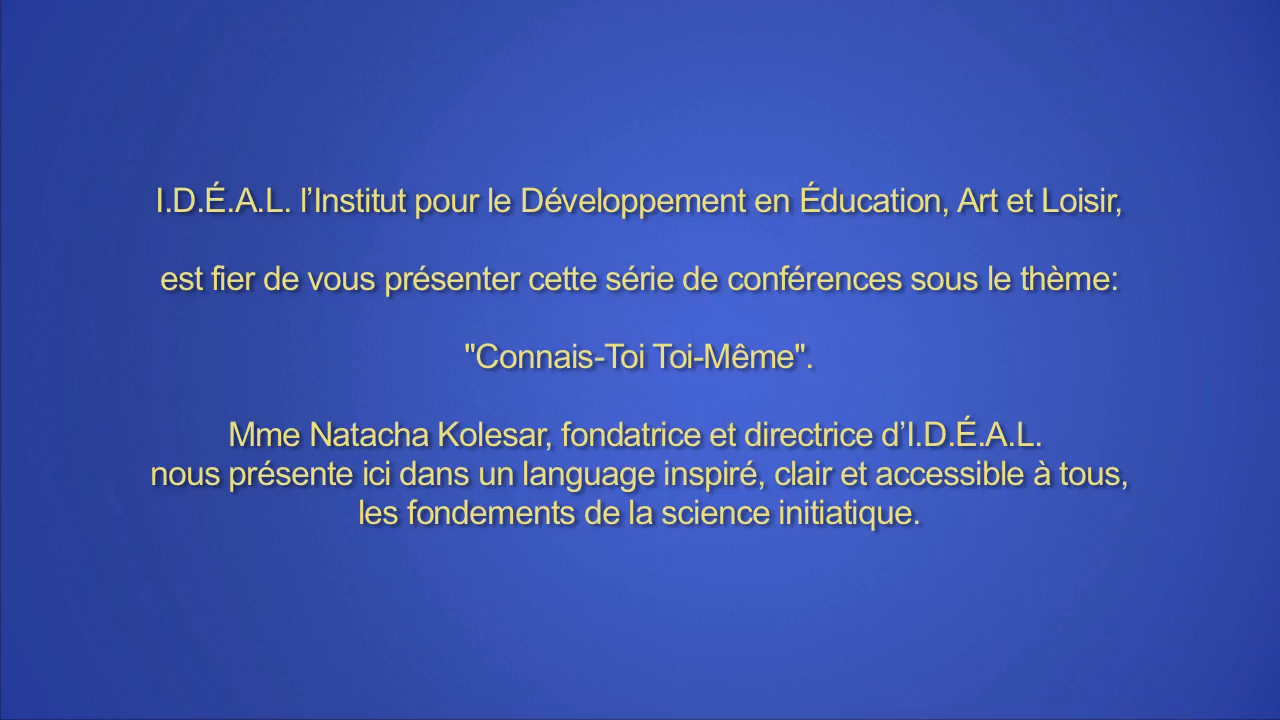 I.D.É.A.L. l’Institut pour le Développement en Éducation, Art et Loisir,
est fier de vous présenter cette série de conférences sous le thème:
"Connais-Toi Toi-Même".
Mme Natacha Kolesar, fondatrice et directrice d’I.D.É.A.L.
nous présente ici dans un language inspiré, clair et accessible à tous,
les fondements de la science initiatique.